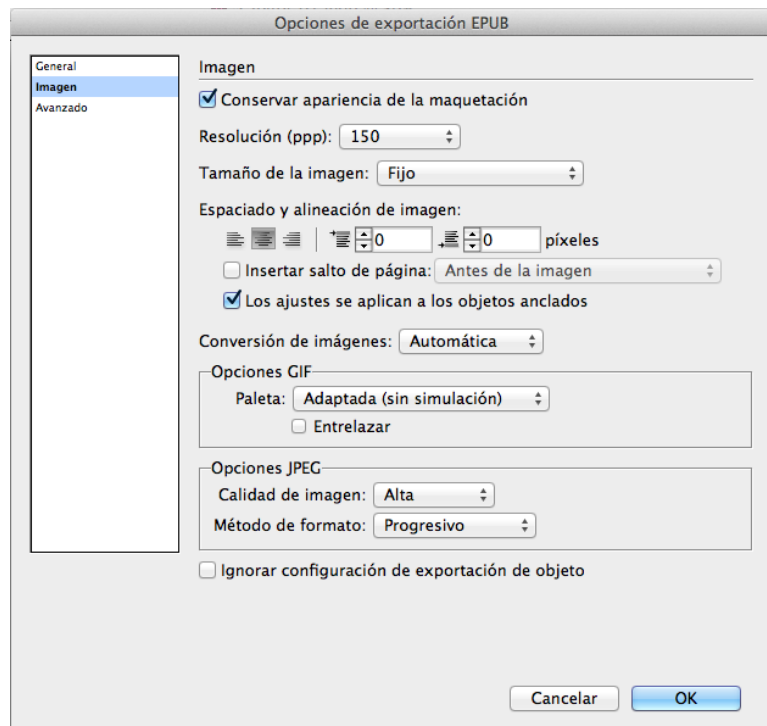 Opciones de exportación EPUB
General
Imagen
Avanzado
Imagen
Conservar apariencia de la maquetación
Resolución (ppp): 150
Tamaño de la imagen: Fijo
Espaciado y alineación de imagen:
0 0 píxeles
Insertar salto de página: Antes de la imagen
Los ajustes se aplican a los objetos anclados
Conversión de imágenes: Automática
Opciones GIF
Paleta: Adaptada (sin simulación)
Entrelazar
Opciones JPEG
Calidad de imagen: Alta
Método de formato: Progresivo
Ignorar configuración de exportación de objeto
Cancelar OK